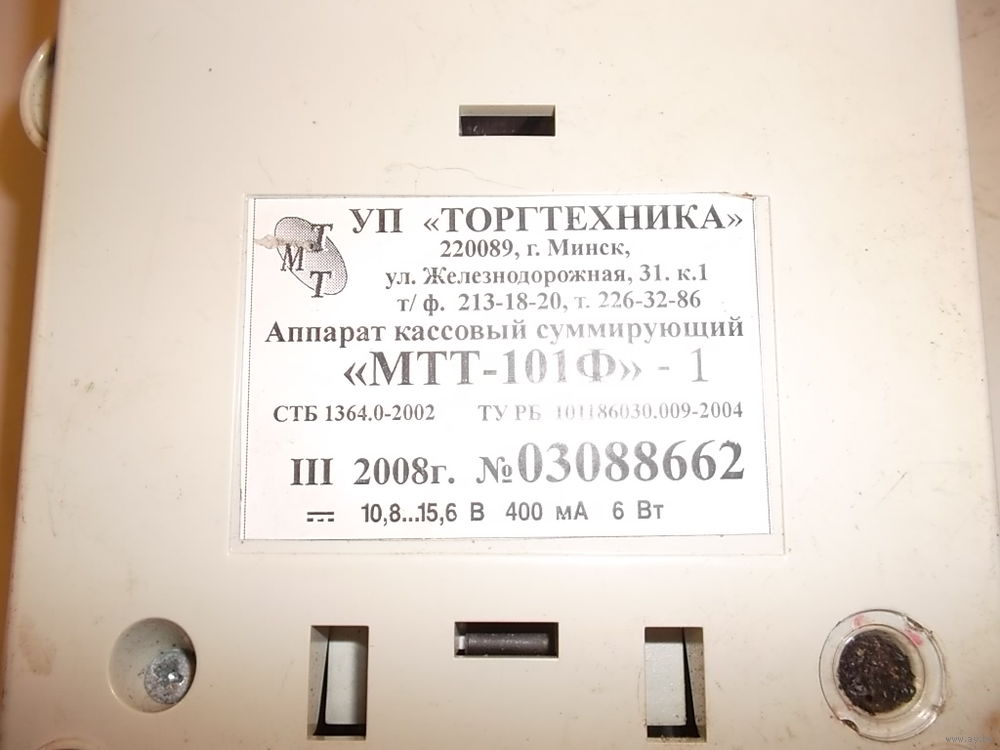 Т
М
Т
УП «ТОРГТЕХНИКА»
220089, г. Минск,
ул. Железнодорожная, 31. к.1
т/ ф. 213-18-20, т. 226-32-86
Аппарат кассовый суммирующий
«МТТ-101Ф» - 1
СТБ 1364.0-2002 ТУ РБ 101186030.009-2004
III 2008г. №03088662
10,8...15,6 В 400 мА 6 Вт